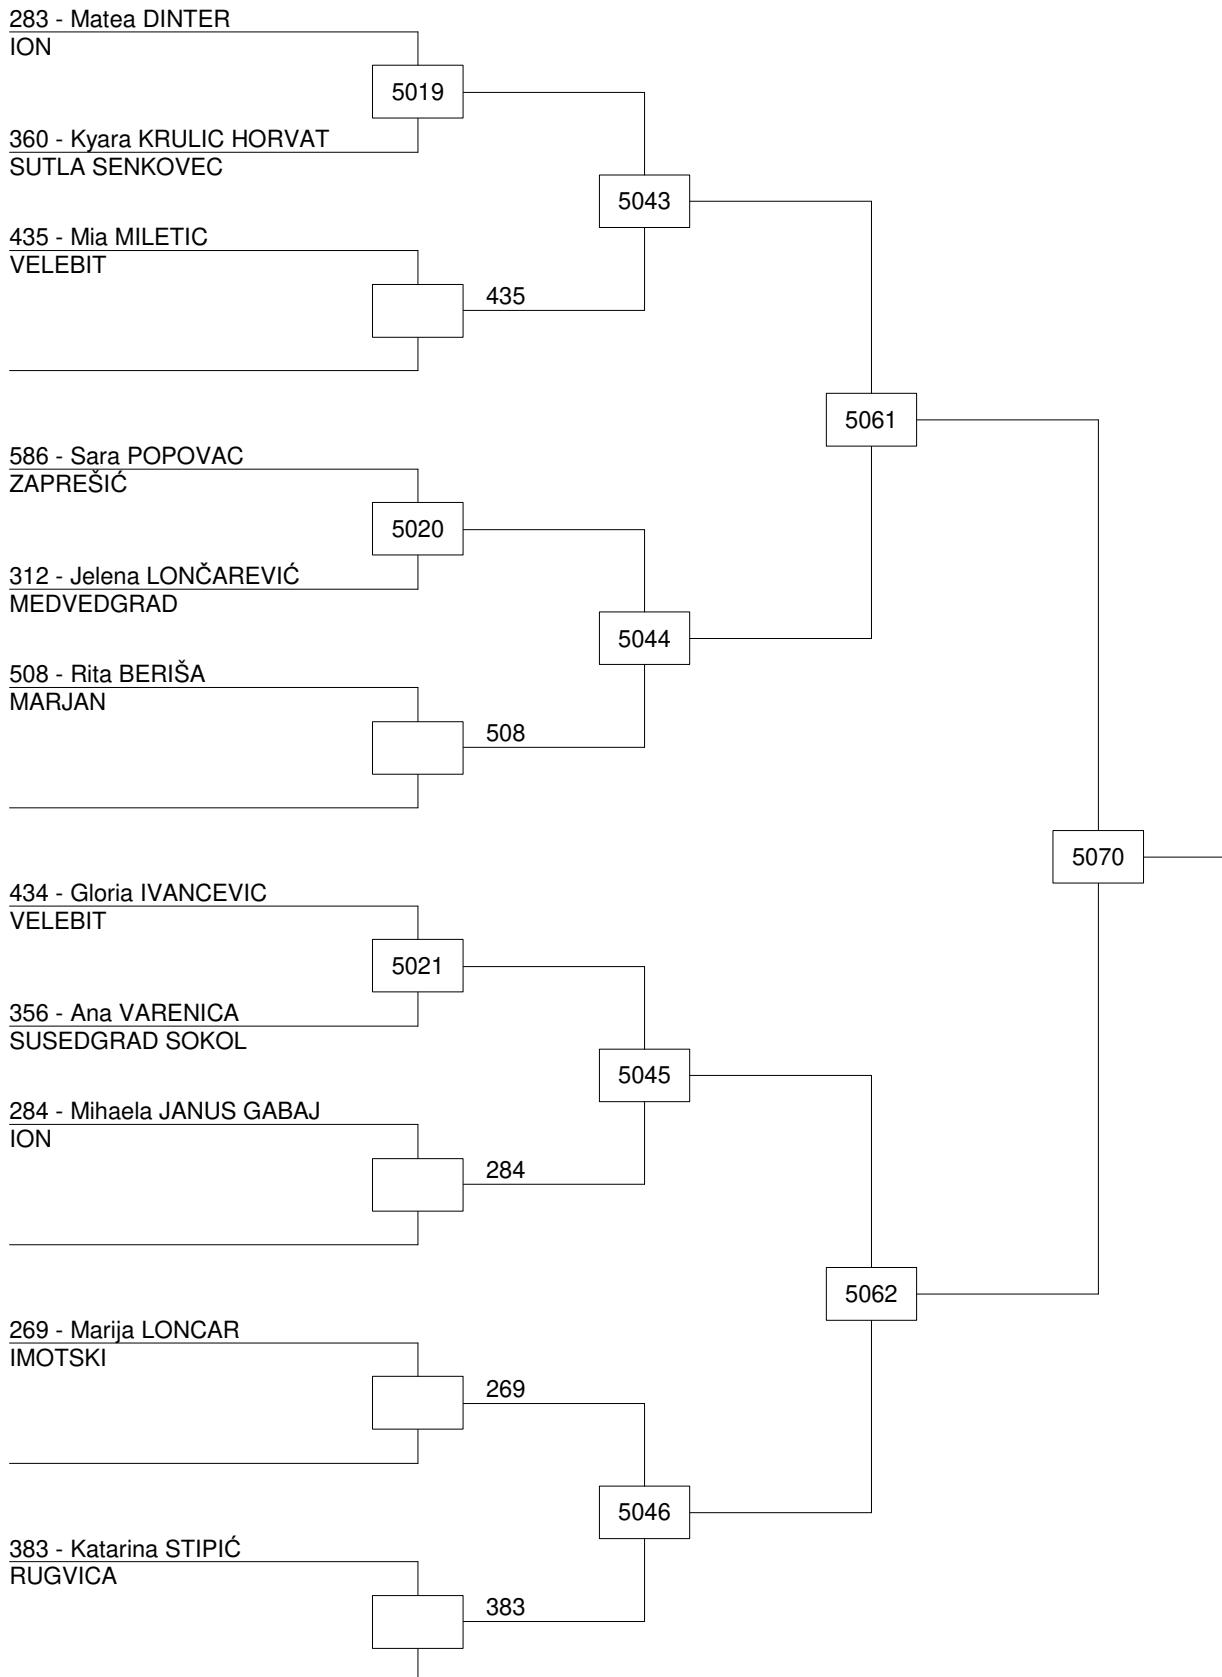 283 - Matea DINTER
ION
5019
360 - Kyara KRULIC HORVAT
SUTLA SENKOVEC
5043
435 - Mia MILETIC
VELEBIT
435
5061
586 - Sara POPOVAC
ZAPREŠIĆ
5020
312 - Jelena LONČAREVIĆ
MEDVEDGRAD
5044
508 - Rita BERIŠA
MARJAN
508
5070
434 - Gloria IVANCEVIC
VELEBIT
5021
356 - Ana VARENICA
SUSEDGRAD SOKOL
5045
284 - Mihaela JANUS GABAJ
ION
284
5062
269 - Marija LONCAR
IMOTSKI
269
5046
383 - Katarina STIPIĆ
RUGVICA
383